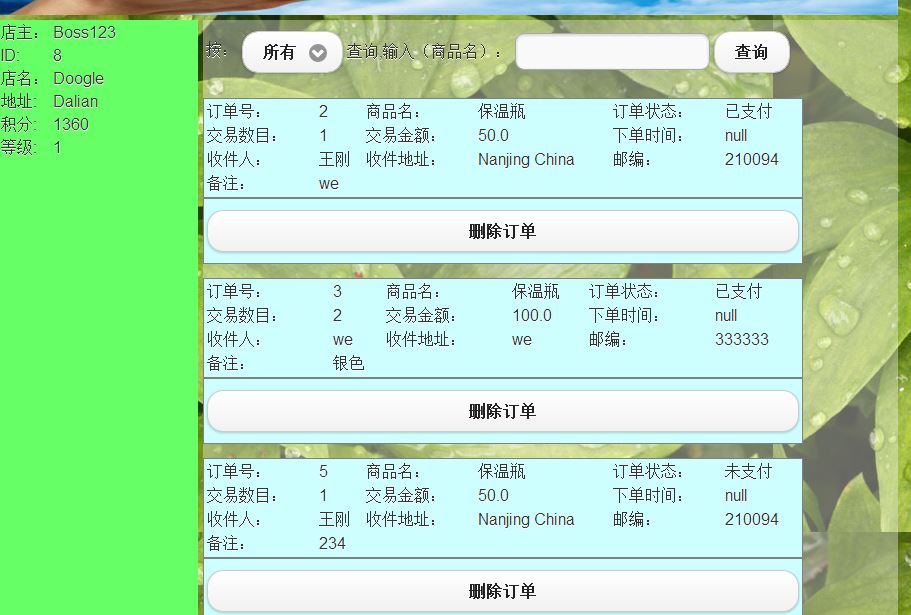 店主: Boss123
ID: 8
店名: Doogle
地址: Dalian
积分: 1360
等级: 1
按: 所有 查询,输入（商品名）: 查询
订单号: 2 商品名: 保温瓶 订单状态: 已支付
交易数目: 1 交易金额: 50.0 下单时间: null
收件人: 王刚 收件地址: Nanjing China 邮编: 210094
备注: we
删除订单
订单号: 3 商品名: 保温瓶 订单状态: 已支付
交易数目: 2 交易金额: 100.0 下单时间: null
收件人: we 收件地址: we 邮编: 333333
备注: 银色
删除订单
订单号: 5 商品名: 保温瓶 订单状态: 未支付
交易数目: 1 交易金额: 50.0 下单时间: null
收件人: 王刚 收件地址: Nanjing China 邮编: 210094
备注: 234
删除订单